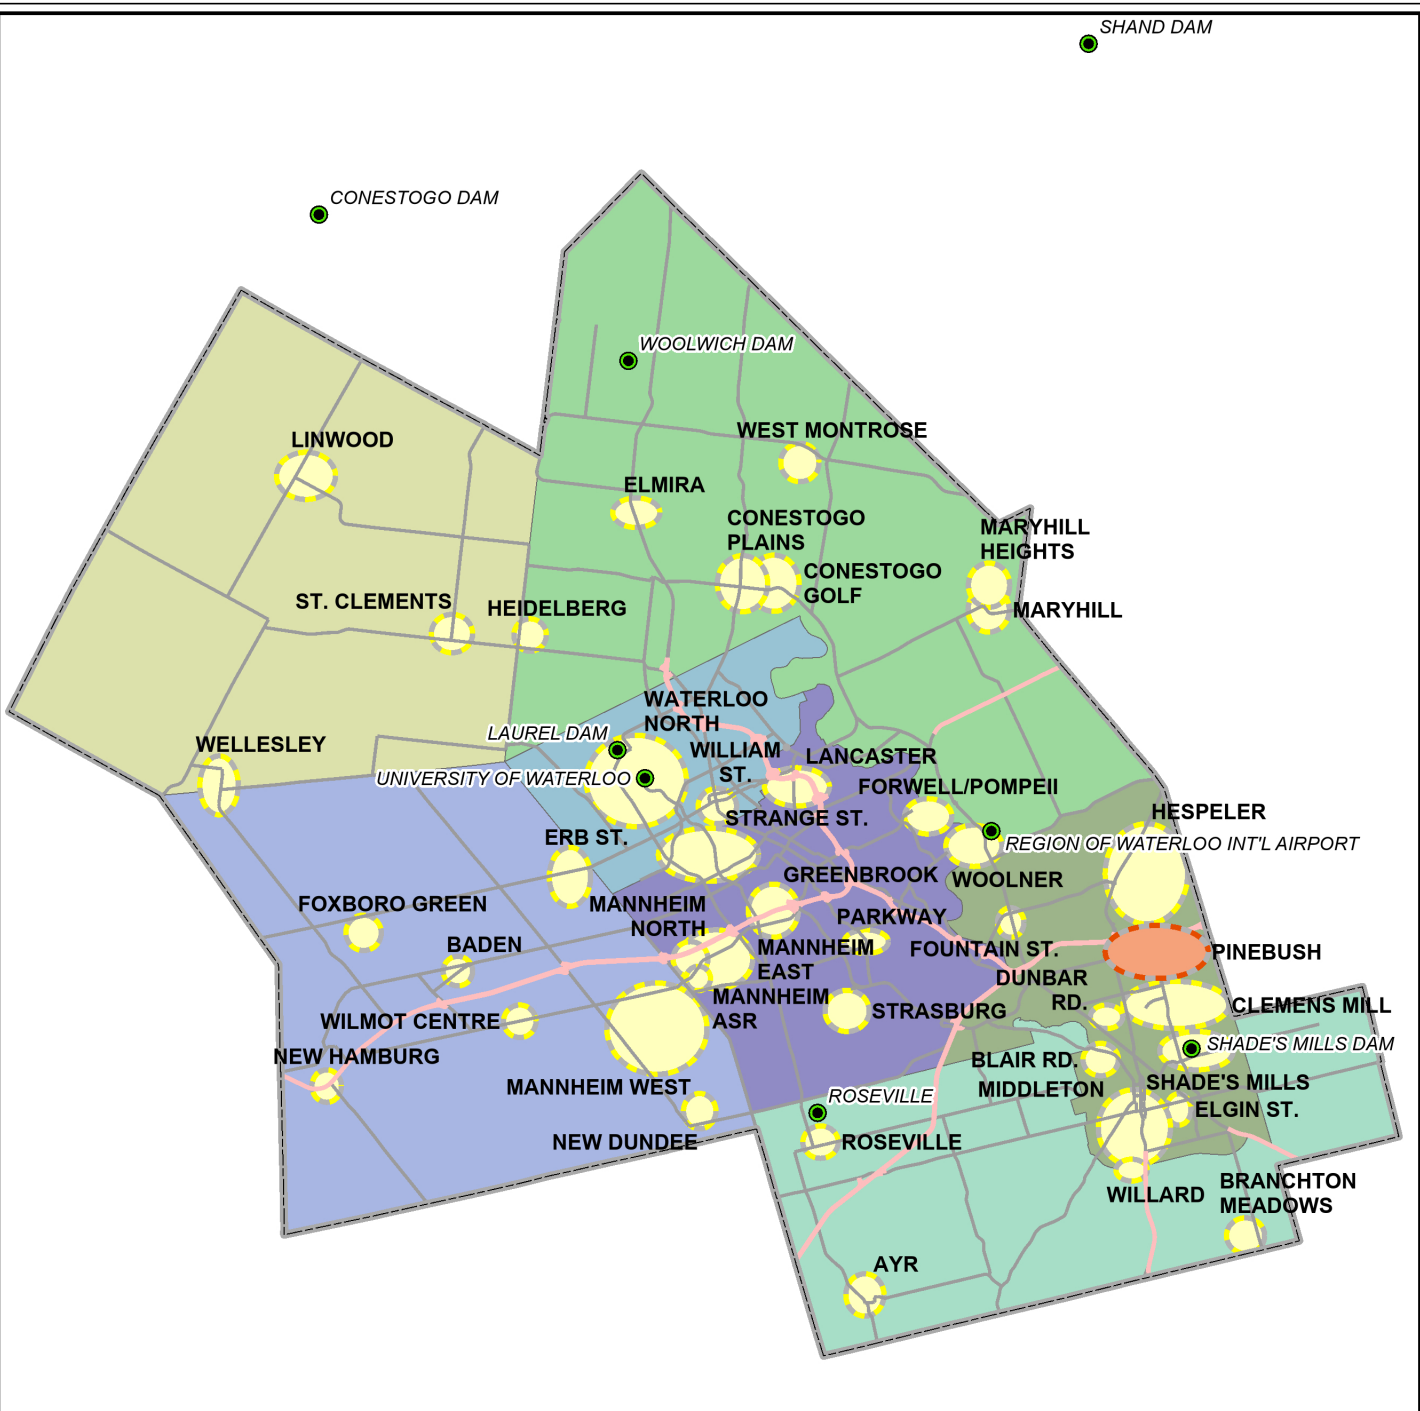 SHAND DAM
CONESTOGO DAM
WOOLWICH DAM
WEST MONTROSE
LINWOOD
ELMIRA
CONESTOGO
PLAINS
MARYHILL
HEIGHTS
CONESTOGO
GOLF
ST. CLEMENTS
HEIDELBERG
MARYHILL
WATERLOO
NORTH
LAUREL DAM
WELLESLEY
WILLIAM
ST.
LANCASTER
UNIVERSITY OF WATERLOO
FORWELL/POMPEII
HESPELER
STRANGE ST.
ERB ST.
REGION OF WATERLOO INT'L AIRPORT
GREENBROOK
WOOLNER
FOXBORO GREEN
MANNHEIM
NORTH
PARKWAY
BADEN
MANNHEIM
EAST
FOUNTAIN ST.
PINEBUSH
DUNBAR
RD.
MANNHEIM
ASR
STRASBURG
CLEMENS MILL
WILMOT CENTRE
SHADE'S MILLS DAM
NEW HAMBURG
BLAIR RD.
MANNHEIM WEST
MIDDLETON
SHADE'S MILLS
ROSEVILLE
ELGIN ST.
NEW DUNDEE
ROSEVILLE
WILLARD
BRANCHTON
MEADOWS
AYR